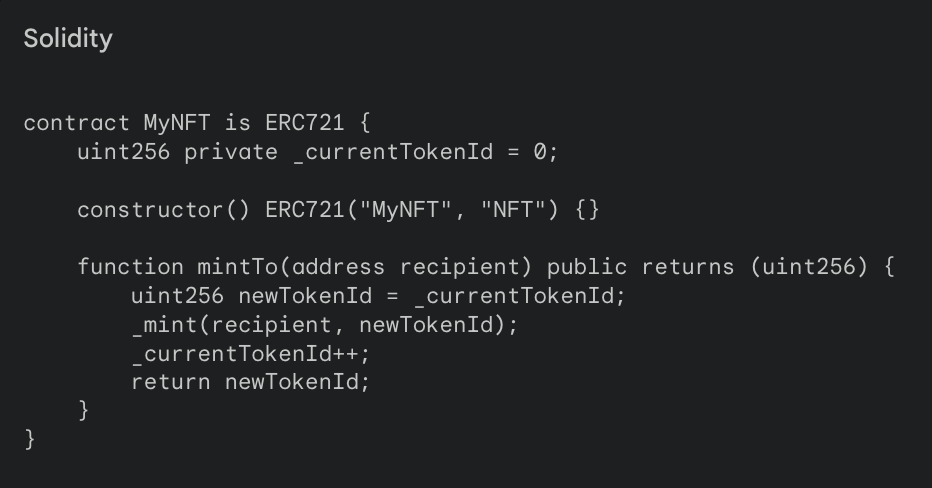 Solidity
contract MyNFT is ERC721 {
    uint256 private _currentTokenId = 0;
    constructor() ERC721("MyNFT", "NFT") {}
    function mintTo(address recipient) public returns (uint256) {
        uint256 newTokenId = _currentTokenId;
        _mint(recipient, newTokenId);
        _currentTokenId++;
        return newTokenId;
    }
}